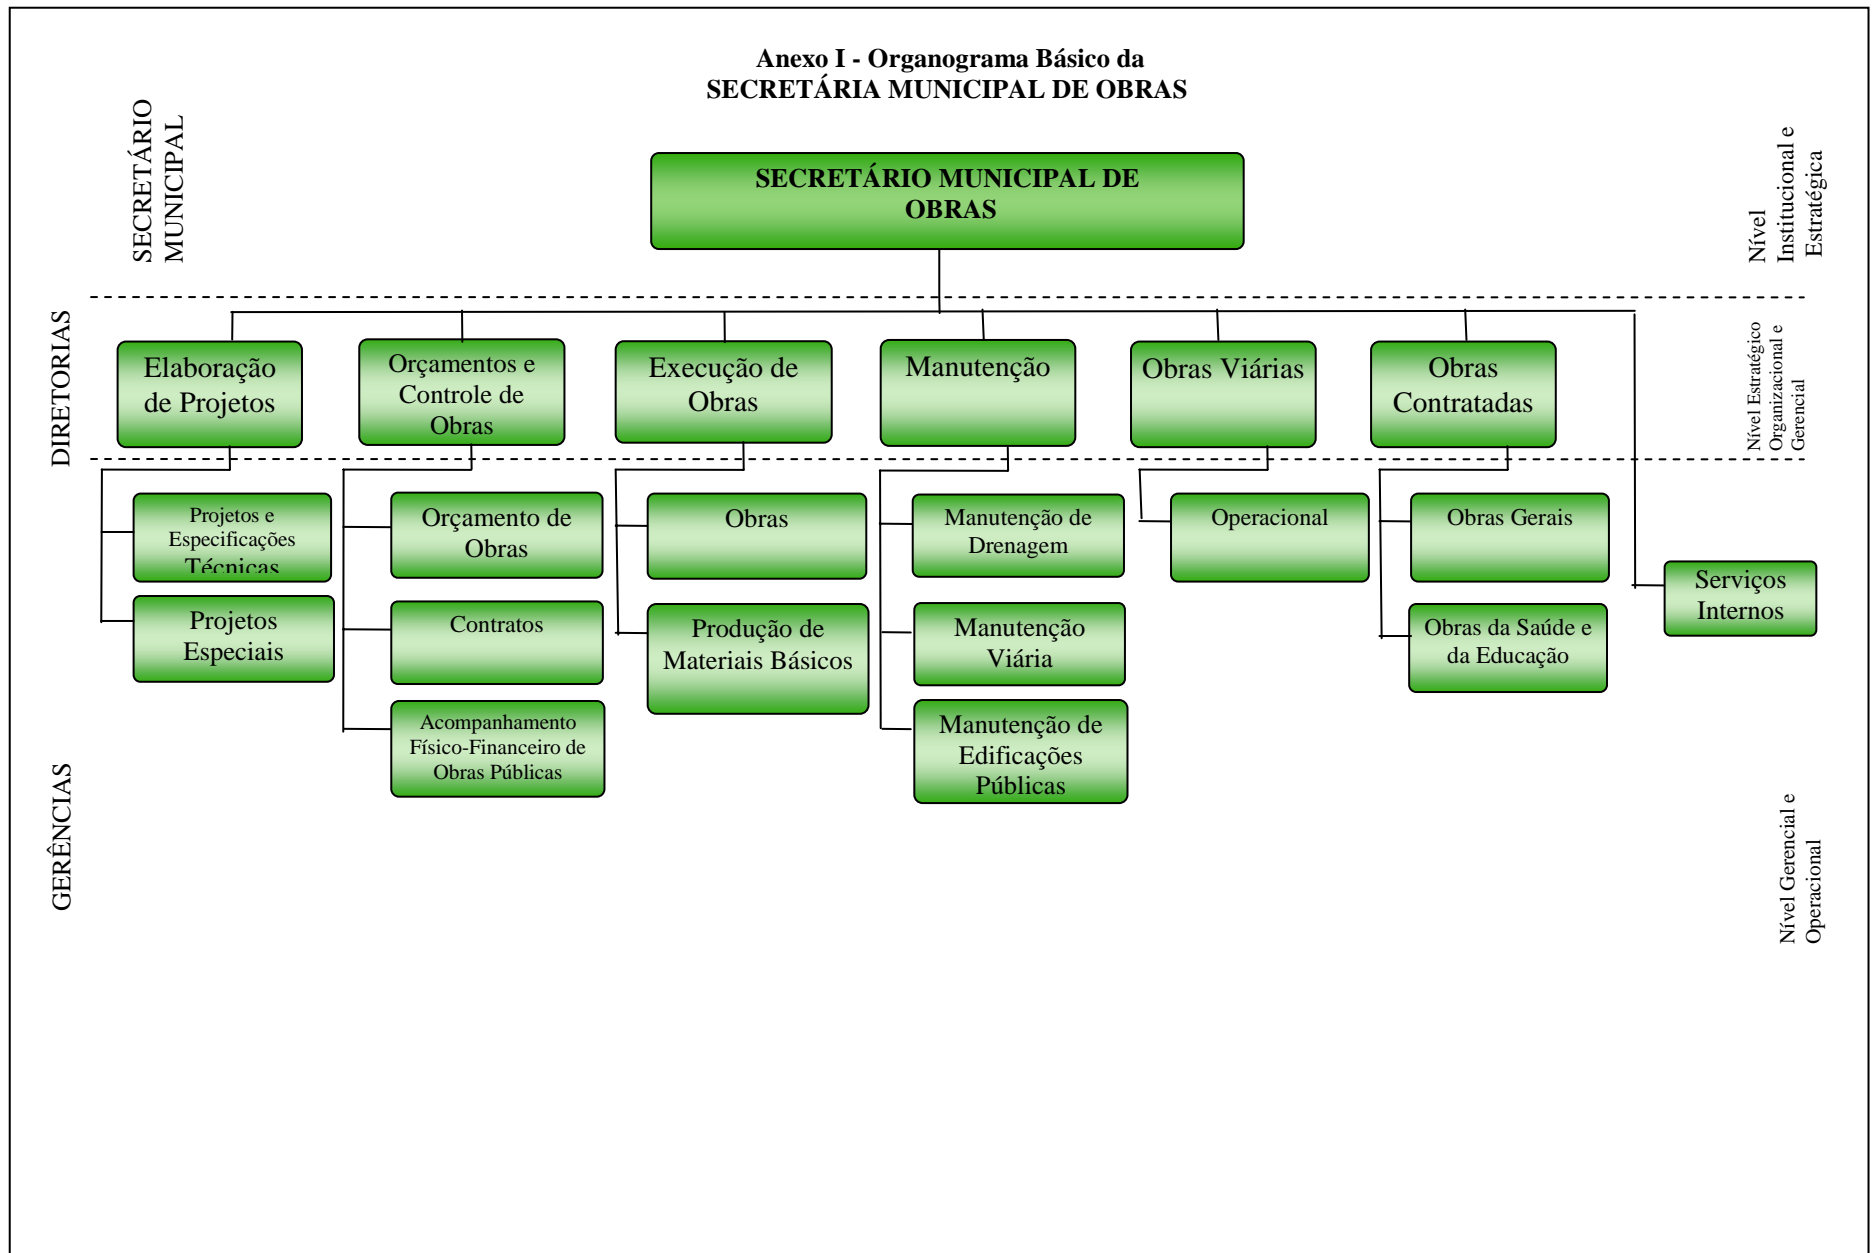 Anexo I - Organograma Básico da
SECRETÁRIA MUNICIPAL DE OBRAS
SECRETÁRIO
MUNICIPAL
SECRETÁRIO MUNICIPAL DE
OBRAS
Nível
Institucional e
Estratégica
DIRETORIAS
Elaboração
de Projetos
Orçamentos e
Controle de
Obras
Execução de
Obras
Manutenção
Obras Viárias
Obras
Contratadas
Nível Estratégico
Organizacional e
Gerencial
GERÊNCIAS
Projetos e
Especificações
Técnicas
Projetos
Especiais
Orçamento de
Obras
Contratos
Acompanhamento
Físico-Financeiro de
Obras Públicas
Obras
Produção de
Materiais Básicos
Manutenção de
Drenagem
Manutenção
Viária
Manutenção de
Edificações
Públicas
Operacional
Obras Gerais
Obras da Saúde e
da Educação
Serviços
Internos
Nível Gerencial e
Operacional